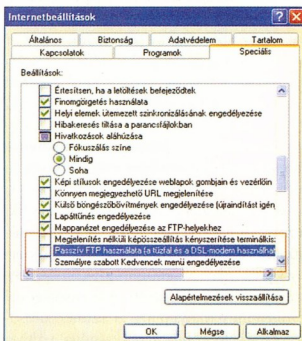 Internetbeállítások
Általános Biztonság Adatvédelem Tartalom
Kapcsolatok Programok Speciális
Beállítások:
Értesítsen, ha a letöltések befejeződtek
Finomgörgetés használata
Helyi elemek ütemezett szinkronizálásának engedélyezése
Hibakeresés tiltása a parancsfájlokban
Hivatkozások aláhúzása
Fókuszálás színe
Mindig
Soha
Képi stílusok engedélyezése weblapok gombjain és vezérlőin
Könnyen megjegyezhető URL megjelenítése
Külső böngészőbővítmények engedélyezése (újraindítást igén
Lapáttűnés engedélyezése
Mappanézet engedélyezése az FTP-helyekhez
Megjelenítés nélküli képösszeállítás kényszerítése terminálkis
Passzív FTP használata (a tűzfal és a DSL-modem használhat
Személyre szabott Kedvencek menü engedélyezése
Alapértelmezések visszaállítása
OK Mégse Alkalmaz